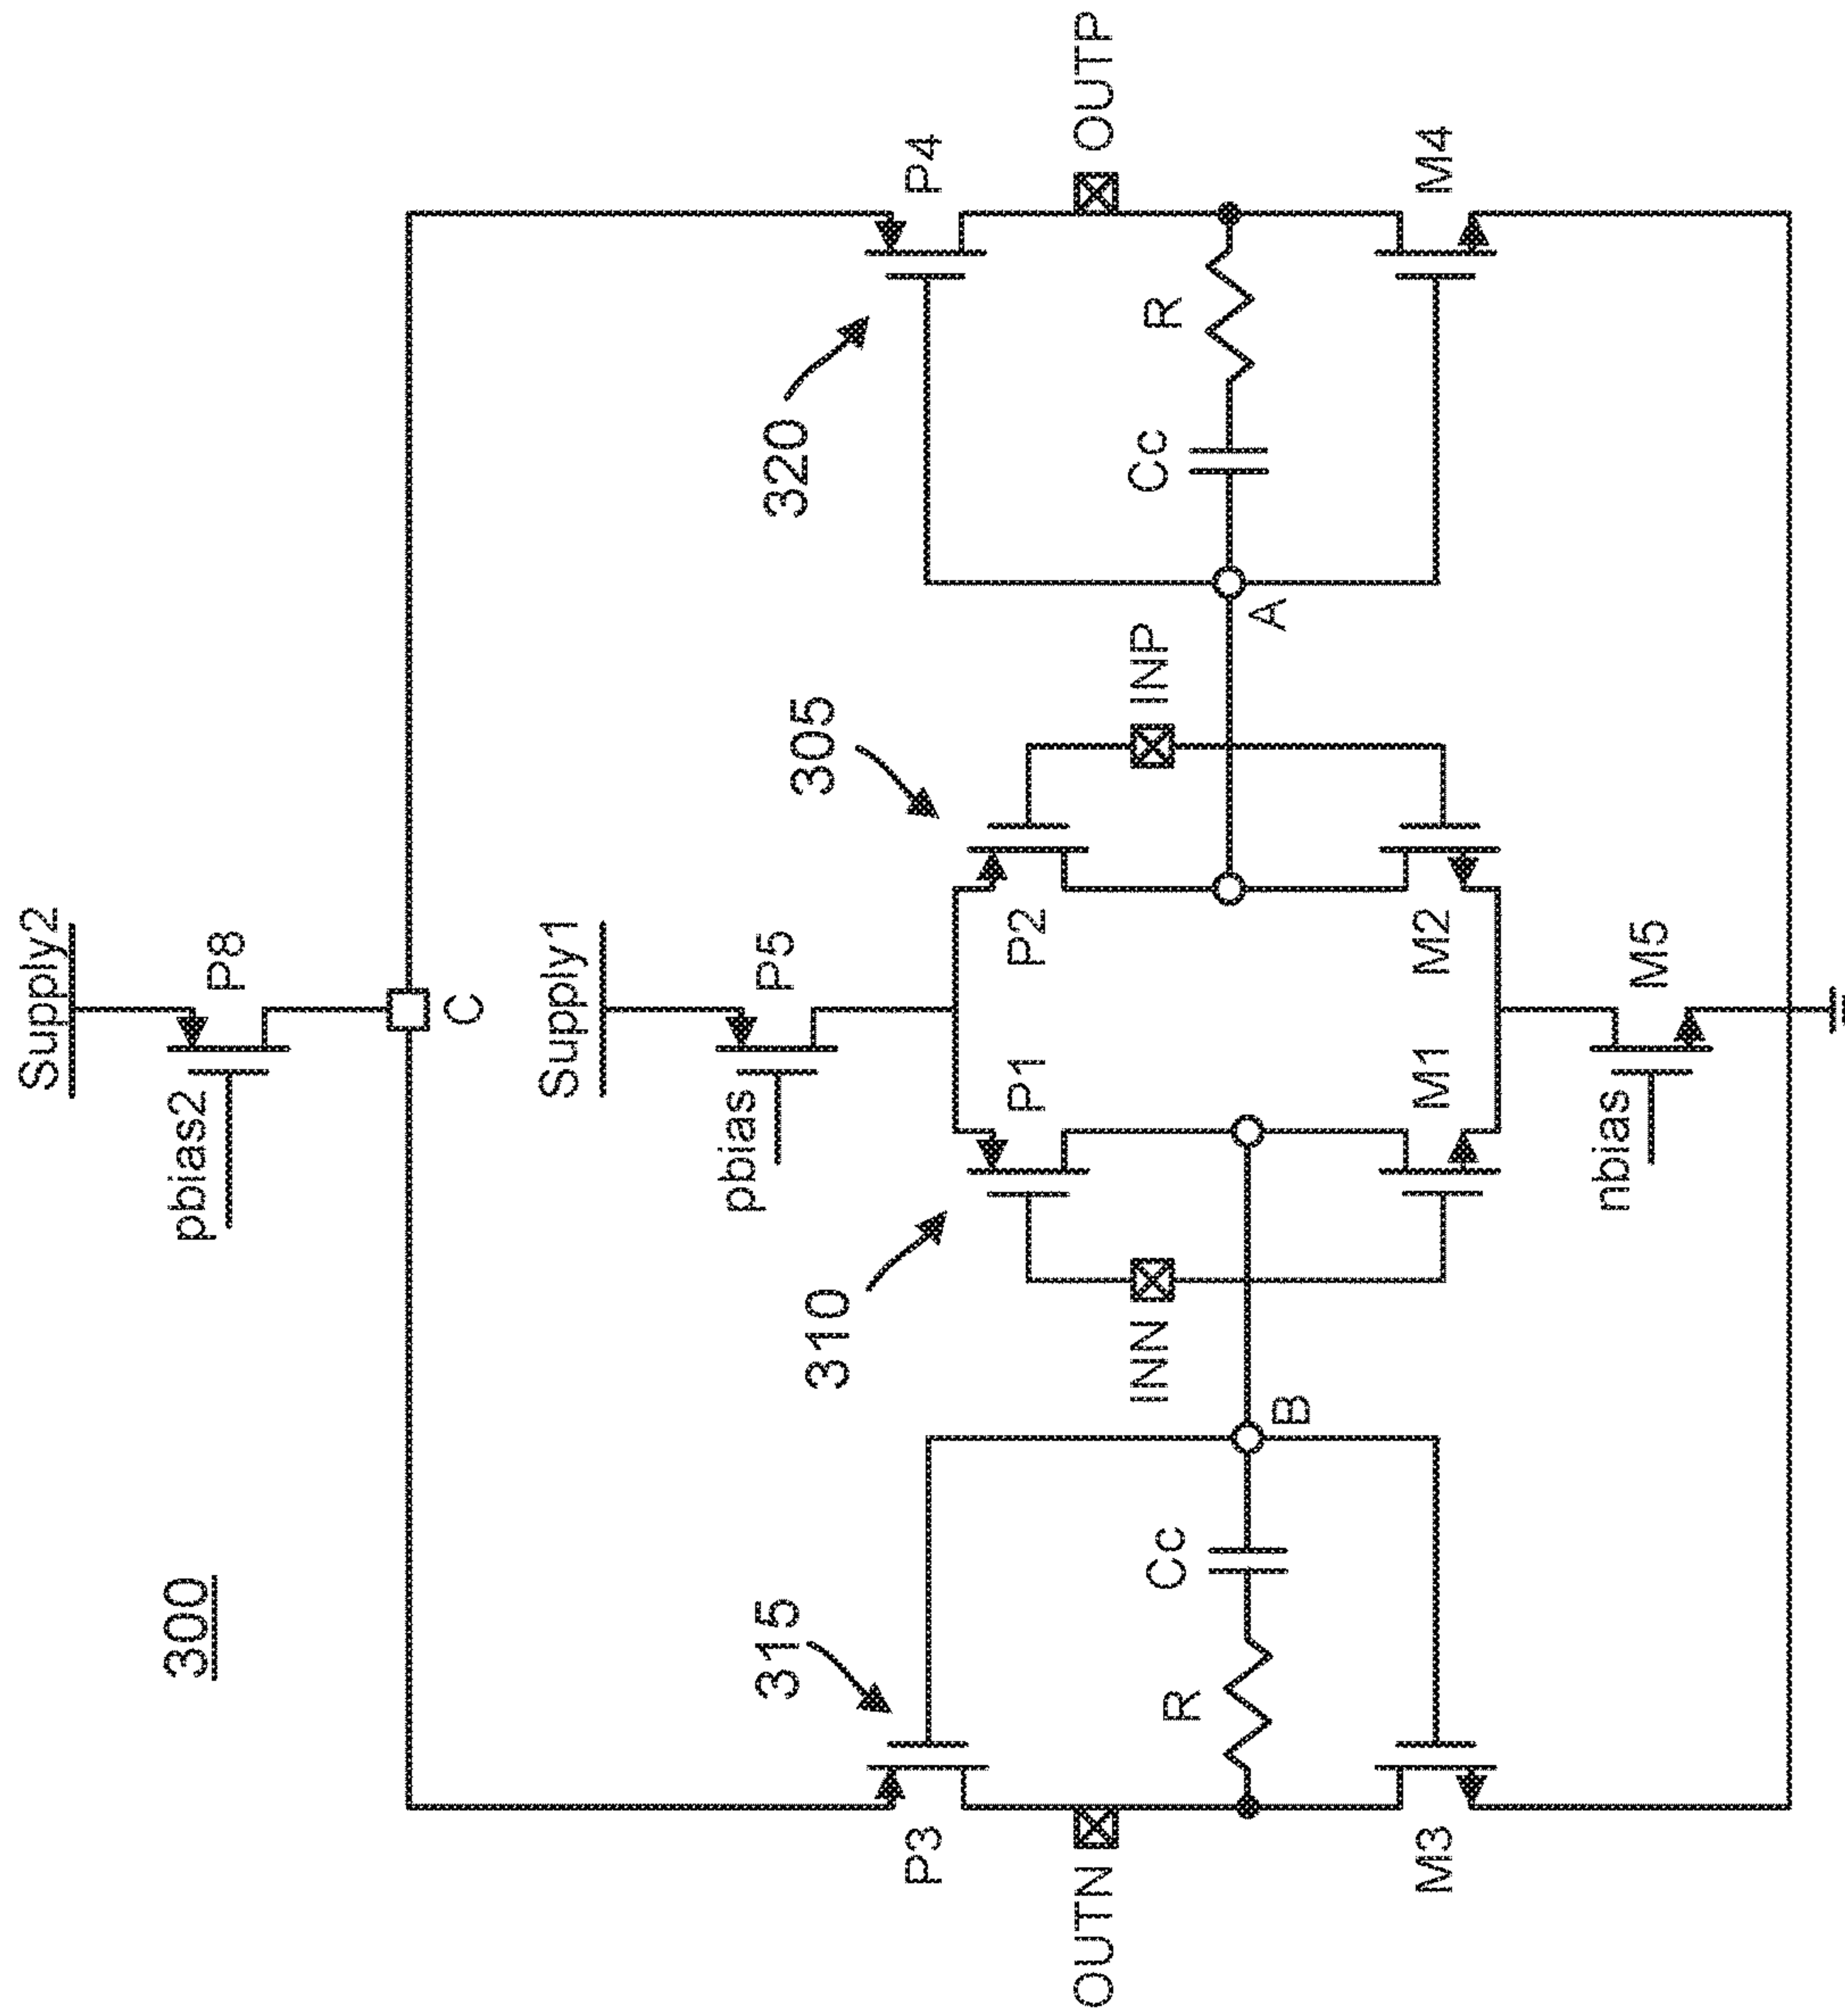 300
Supply2
pbias2
P8
C
Supply1
pbias
P5
315
310
305
320
P3
P1
P2
P4
OUTN
INN
INP
OUTP
R
Cc
B
A
Cc
R
M3
M1
M2
M4
nbias
M5